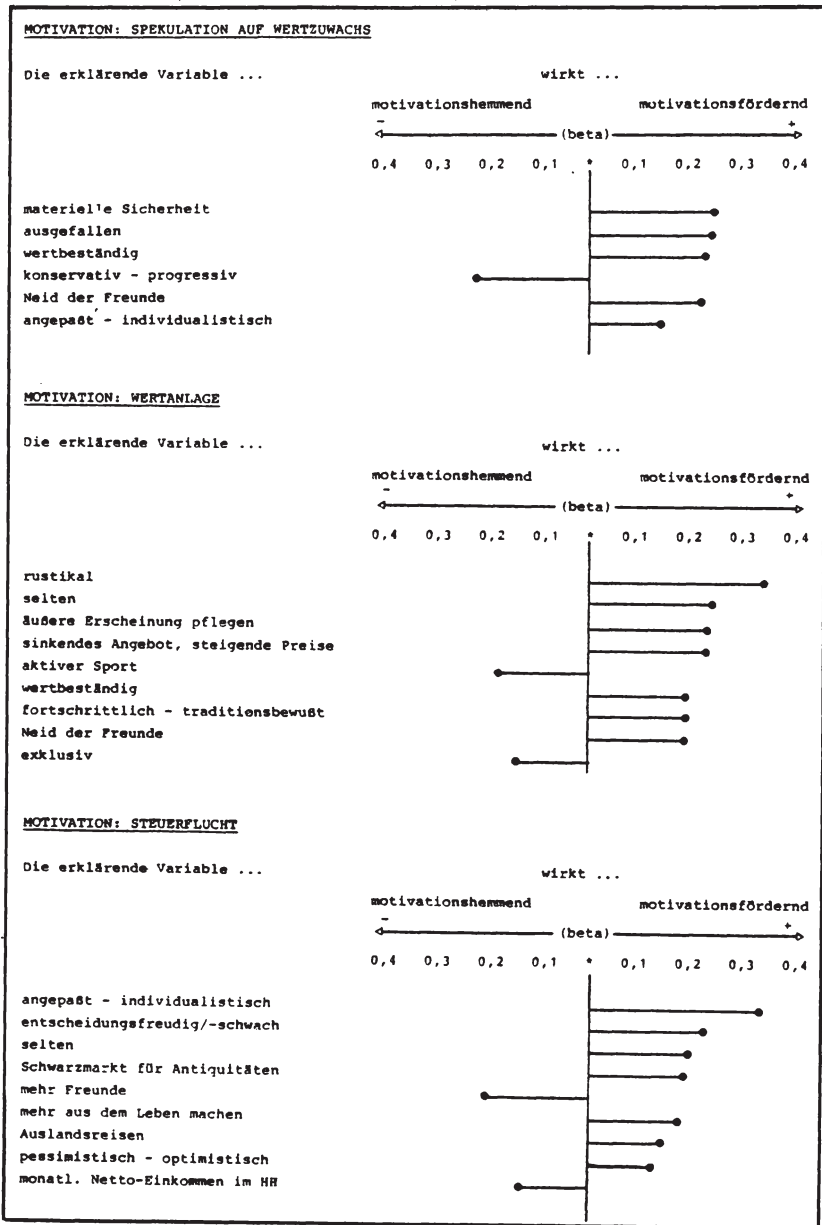 MOTIVATION: SPEKULATION AUF WERTZUWACHS
Die erklärende Variable ... wirkt ...
motivationshemmend motivationsfördernd
- +
(beta)
0,4 0,3 0,2 0,1 * 0,1 0,2 0,3 0,4
materielle Sicherheit
ausgefallen
wertbeständig
konservativ - progressiv
Neid der Freunde
angepaßt - individualistisch
MOTIVATION: WERTANLAGE
Die erklärende Variable ... wirkt ...
motivationshemmend motivationsfördernd
- +
(beta)
0,4 0,3 0,2 0,1 * 0,1 0,2 0,3 0,4
rustikal
selten
äußere Erscheinung pflegen
sinkendes Angebot, steigende Preise
aktiver Sport
wertbeständig
fortschrittlich - traditionsbewußt
Neid der Freunde
exklusiv
MOTIVATION: STEUERFLUCHT
Die erklärende Variable ... wirkt ...
motivationshemmend motivationsfördernd
- +
(beta)
0,4 0,3 0,2 0,1 * 0,1 0,2 0,3 0,4
angepaßt - individualistisch
entscheidungsfreudig/-schwach
selten
Schwarzmarkt für Antiquitäten
mehr Freunde
mehr aus dem Leben machen
Auslandsreisen
pessimistisch - optimistisch
monatl. Netto-Einkommen im HH